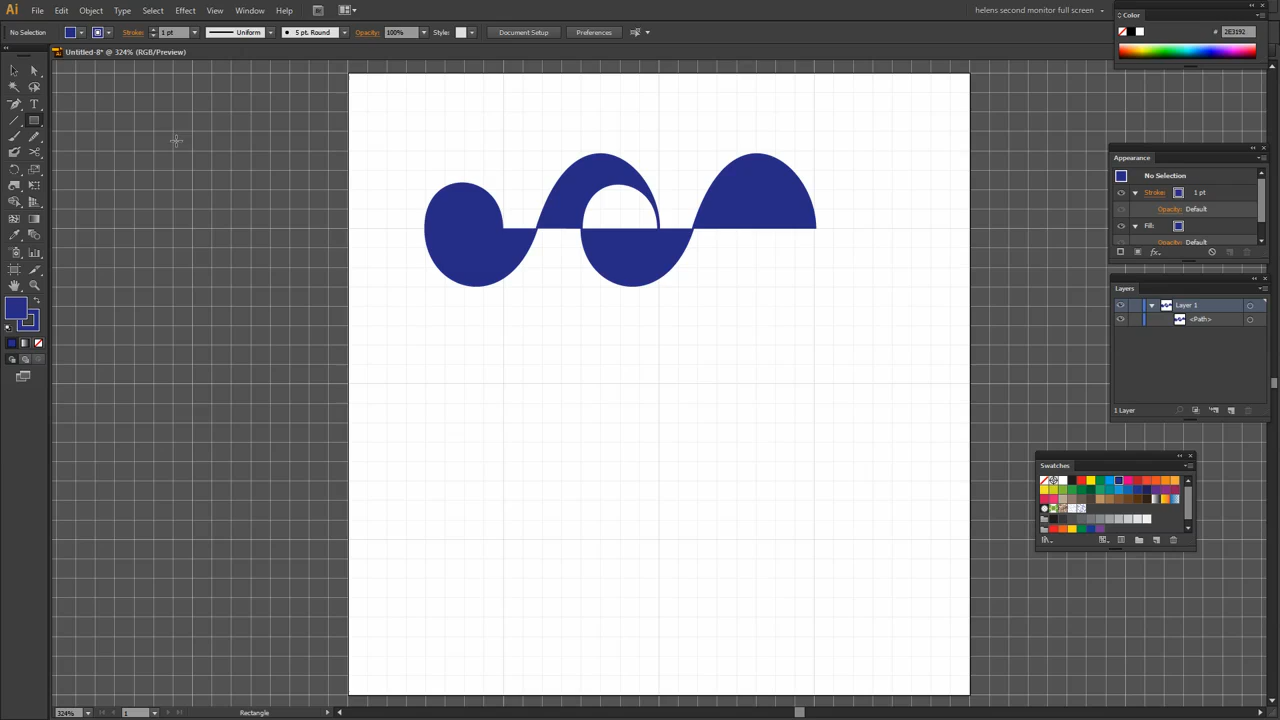 Ai File Edit Object Type Select Effect View Window Help Br helens second monitor full screen
No Selection Stroke: 1 pt Uniform 5 pt. Round Opacity: 100% Style: Document Setup Preferences
Untitled-8* @ 324% (RGB/Preview)
T
Color
# 2E3192
Appearance
No Selection
Stroke: 1 pt
Opacity: Default
Fill:
Opacity: Default
fx
Layers
Layer 1
<Path>
1 Layer
Swatches
324% 1 Rectangle